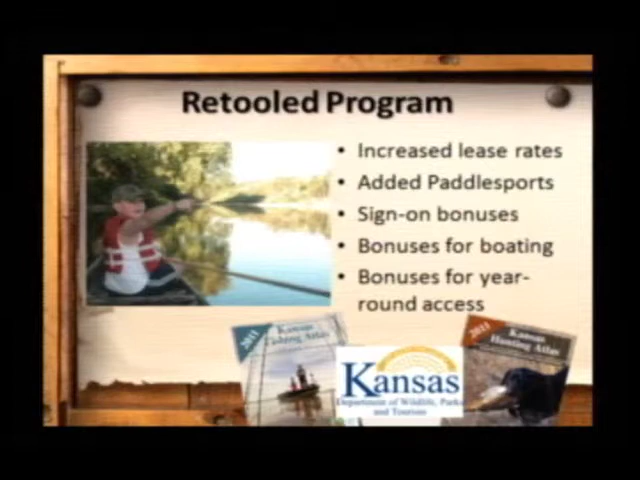 Retooled Program
• Increased lease rates
• Added Paddlesports
• Sign-on bonuses
• Bonuses for boating
• Bonuses for year-
round access
2011
Kansas
Fishing Atlas
Kansas
Department of Wildlife, Parks
and Tourism
2011
Kansas
Hunting Atlas